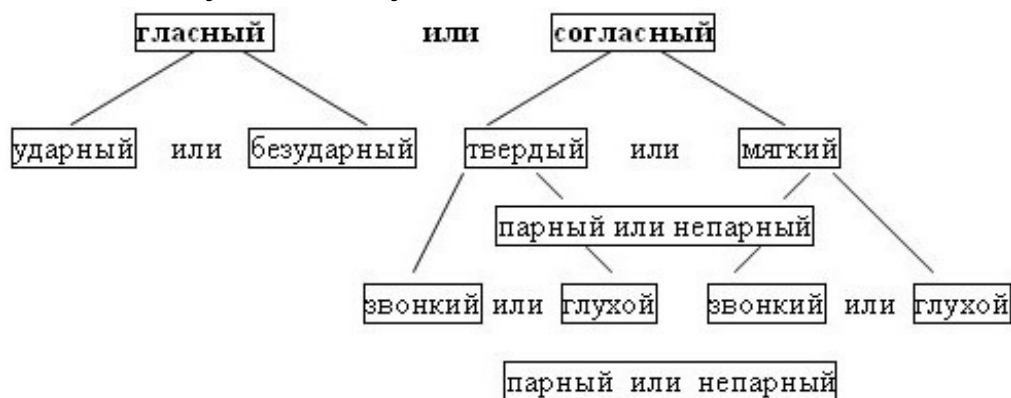 гласный или согласный
ударный или безударный твердый или мягкий
парный или непарный
звонкий или глухой звонкий или глухой
парный или непарный